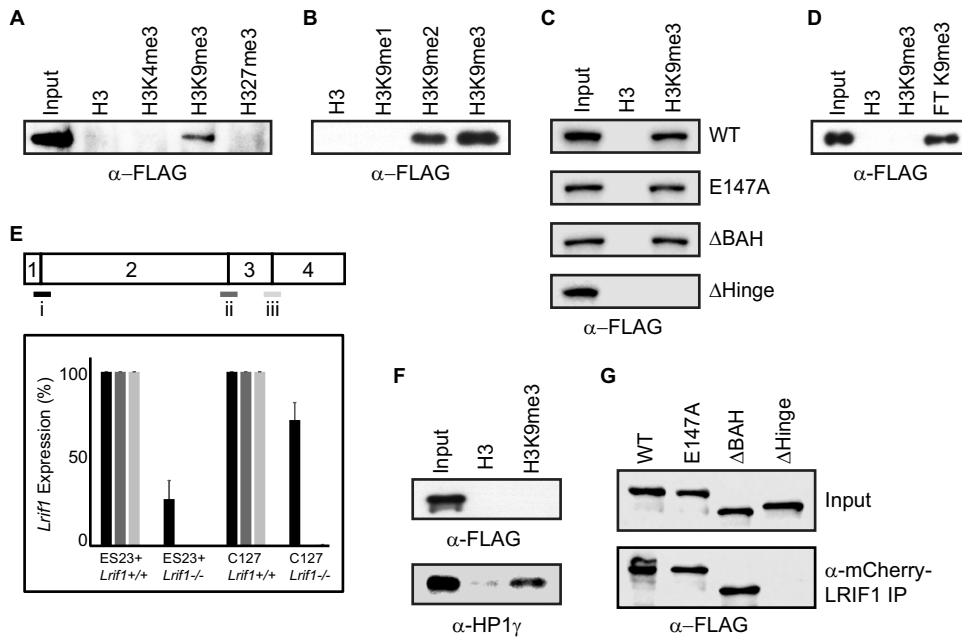 A
Input
H3
H3K4me3
H3K9me3
H327me3
α–FLAG
B
H3
H3K9me1
H3K9me2
H3K9me3
α–FLAG
C
Input
H3
H3K9me3
WT
E147A
ΔBAH
ΔHinge
α–FLAG
D
Input
H3
H3K9me3
FT K9me3
α-FLAG
E
1
2
3
4
i
ii
iii
Lrif1 Expression (%)
100
50
0
ES23+
Lrif1+/+
ES23+
Lrif1-/-
C127
Lrif1+/+
C127
Lrif1-/-
F
Input
H3
H3K9me3
α-FLAG
α-HP1γ
G
WT
E147A
ΔBAH
ΔHinge
Input
α-mCherry-
LRIF1 IP
α–FLAG